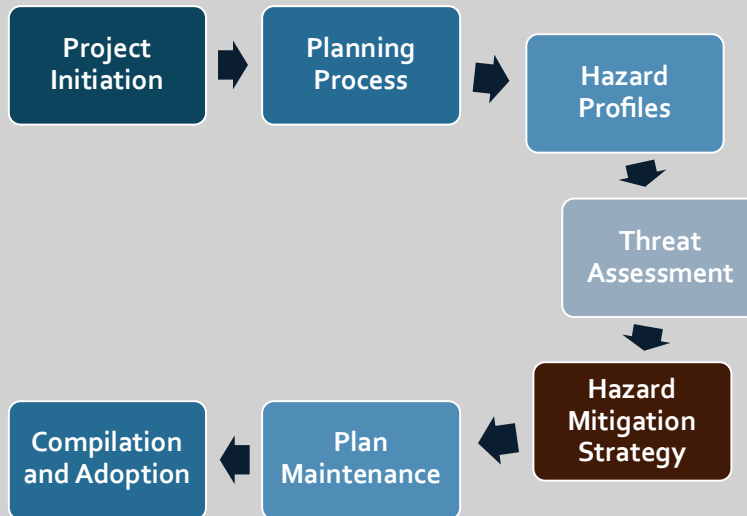 Project
Initiation
Planning
Process
Hazard
Profiles
Threat
Assessment
Hazard
Mitigation
Strategy
Plan
Maintenance
Compilation
and Adoption